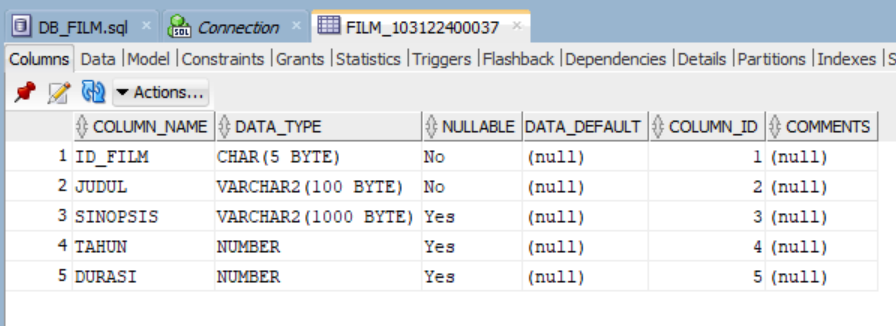 DB_FILM.sql Connection FILM_103122400037
Columns Data Model Constraints Grants Statistics Triggers Flashback Dependencies Details Partitions Indexes S
Actions...
COLUMN_NAME DATA_TYPE NULLABLE DATA_DEFAULT COLUMN_ID COMMENTS
1 ID_FILM CHAR(5 BYTE) No (null) 1 (null)
2 JUDUL VARCHAR2(100 BYTE) No (null) 2 (null)
3 SINOPSIS VARCHAR2(1000 BYTE) Yes (null) 3 (null)
4 TAHUN NUMBER Yes (null) 4 (null)
5 DURASI NUMBER Yes (null) 5 (null)